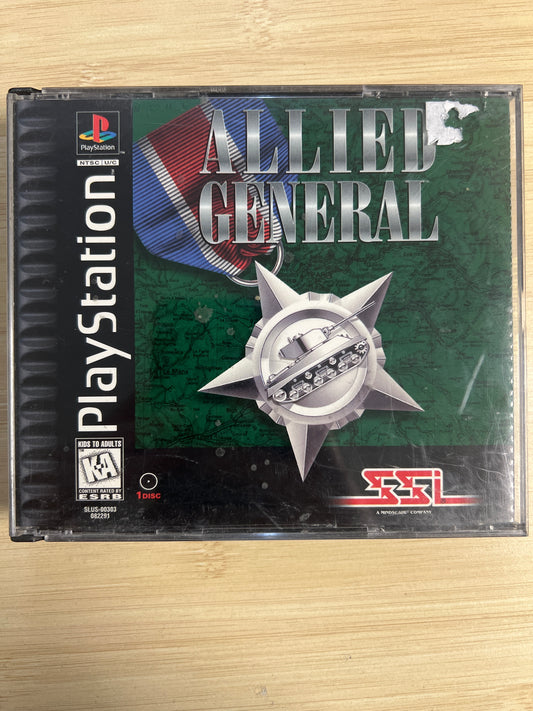 PlayStation
NTSC U/C
PlayStation
ALLIED
GENERAL
KIDS TO ADULTS
K-A
CONTENT RATED BY
ESRB
SLUS-00303
082291
1 DISC
SSI
A MINDSCAPE® COMPANY